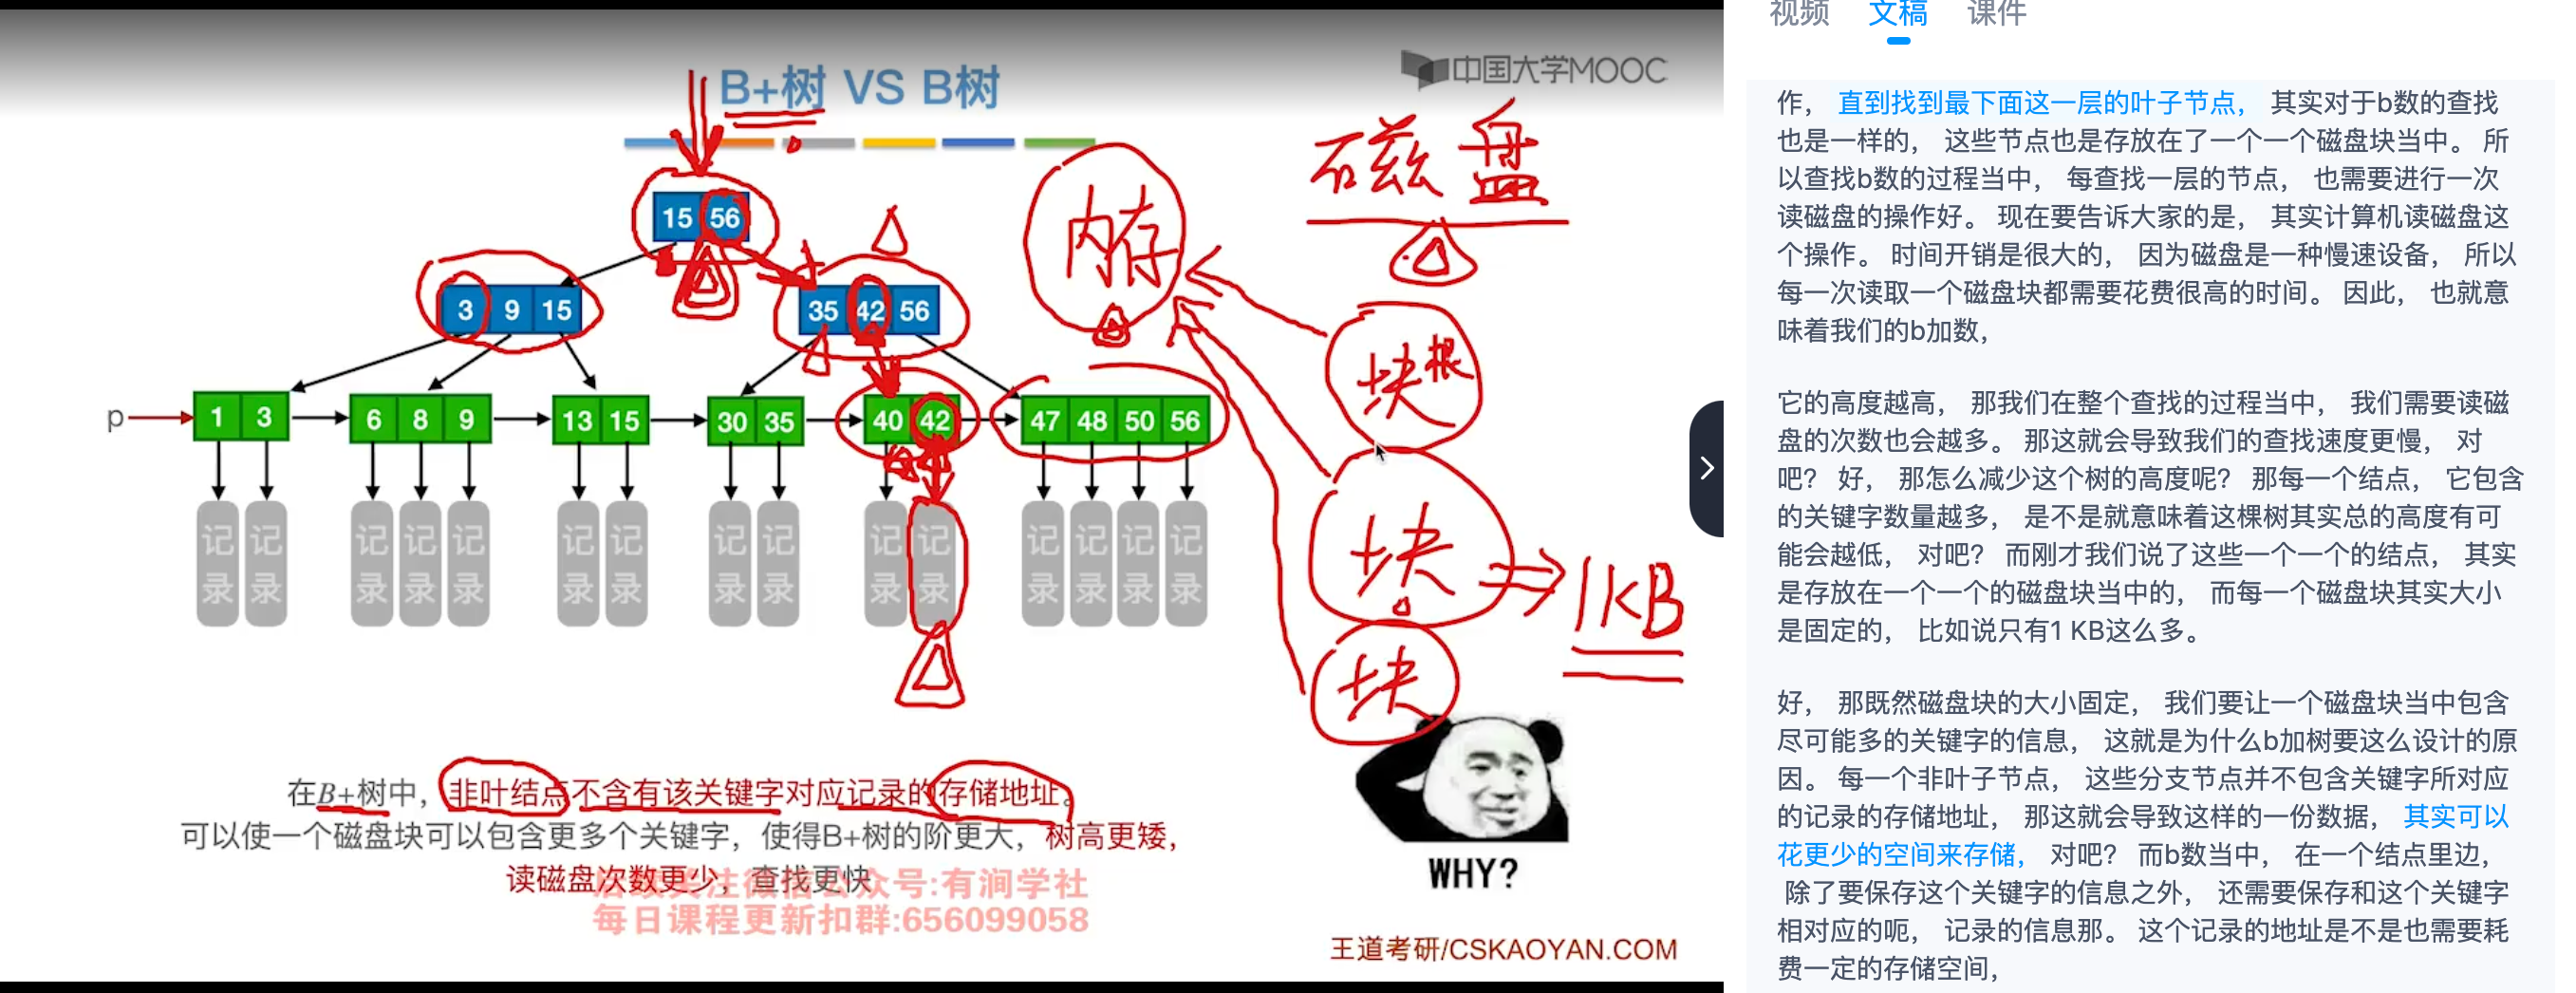 中国大学MOOC
B+树 VS B树
磁盘
内存
15 56
3 9 15
35 42 56
块根
p
1 3
6 8 9
13 15
30 35
40 42
47 48 50 56
记录 记录
记录 记录 记录
记录 记录
记录 记录
记录 记录
记录 记录 记录 记录
块
1KB
块
在B+树中，非叶结点不含有该关键字对应记录的存储地址。
可以使一个磁盘块可以包含更多个关键字，使得B+树的阶更大，树高更矮，
读磁盘次数更少，查找更快
后续关注微信公众号:有涧学社
每日课程更新扣群:656099058
WHY?
王道考研/CSKAOYAN.COM
视频 文稿 课件
作， 直到找到最下面这一层的叶子节点， 其实对于b数的查找
也是一样的， 这些节点也是存放在了一个一个磁盘块当中。 所
以查找b数的过程当中， 每查找一层的节点， 也需要进行一次
读磁盘的操作好。 现在要告诉大家的是， 其实计算机读磁盘这
个操作。 时间开销是很大的， 因为磁盘是一种慢速设备， 所以
每一次读取一个磁盘块都需要花费很高的时间。 因此， 也就意
味着我们的b加数，
它的高度越高， 那我们在整个查找的过程当中， 我们需要读磁
盘的次数也会越多。 那这就会导致我们的查找速度更慢， 对
吧？ 好， 那怎么减少这个树的高度呢？ 那每一个结点， 它包含
的关键字数量越多， 是不是就意味着这棵树其实总的高度有可
能会越低， 对吧？ 而刚才我们说了这些一个一个的结点， 其实
是存放在一个一个的磁盘块当中的， 而每一个磁盘块其实大小
是固定的， 比如说只有1 KB这么多。
好， 那既然磁盘块的大小固定， 我们要让一个磁盘块当中包含
尽可能多的关键字的信息， 这就是为什么b加树要这么设计的原
因。 每一个非叶子节点， 这些分支节点并不包含关键字所对应
的记录的存储地址， 那这就会导致这样的一份数据， 其实可以
花更少的空间来存储， 对吧？ 而b数当中， 在一个结点里边，
除了要保存这个关键字的信息之外， 还需要保存和这个关键字
相对应的呃， 记录的信息那。 这个记录的地址是不是也需要耗
费一定的存储空间，